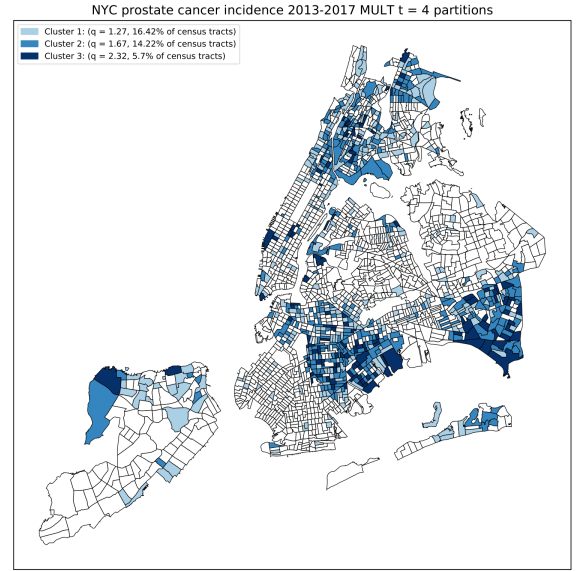 NYC prostate cancer incidence 2013-2017 MULT t = 4 partitions
Cluster 1: (q = 1.27, 16.42% of census tracts)
Cluster 2: (q = 1.67, 14.22% of census tracts)
Cluster 3: (q = 2.32, 5.7% of census tracts)